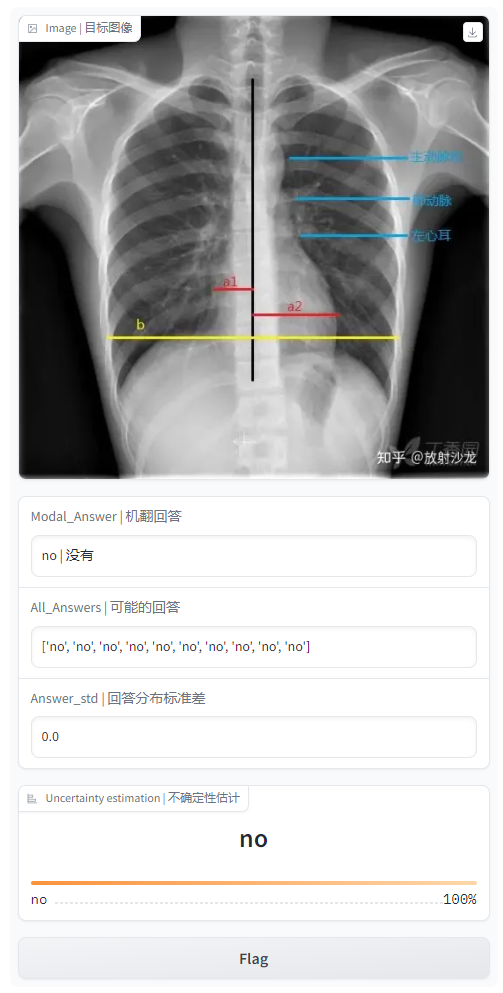 Image | 目标图像
主动脉
肺动脉
左心耳
a1
a2
b
知乎 @放射沙龙
Modal_Answer | 机翻回答
no | 没有
All_Answers | 可能的回答
['no', 'no', 'no', 'no', 'no', 'no', 'no', 'no', 'no', 'no']
Answer_std | 回答分布标准差
0.0
Uncertainty estimation | 不确定性估计
no
no 100%
Flag